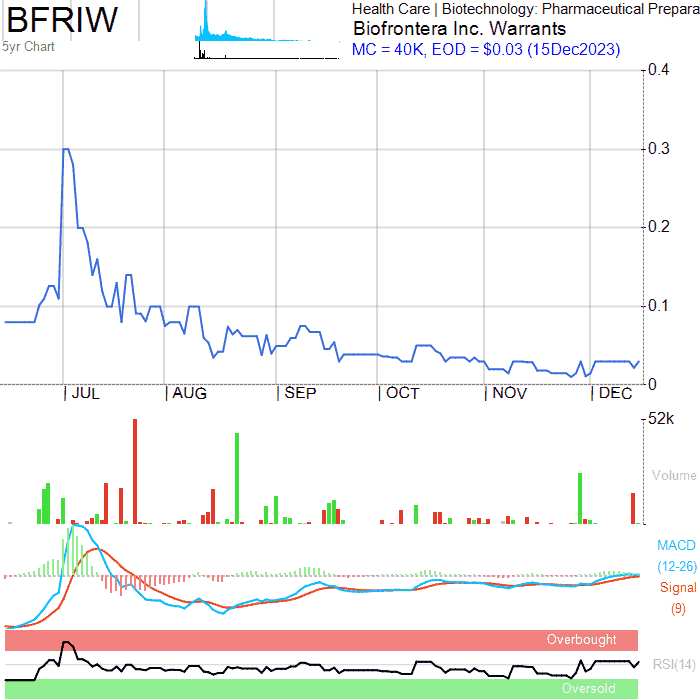 BFRIW
5yr Chart
Health Care | Biotechnology: Pharmaceutical Prepara
Biofrontera Inc. Warrants
MC = 40K, EOD = $0.03 (15Dec2023)
0.4
0.3
0.2
0.1
0
JUL
AUG
SEP
OCT
NOV
DEC
52k
Volume
MACD
(12-26)
Signal
(9)
Overbought
RSI(14)
Oversold